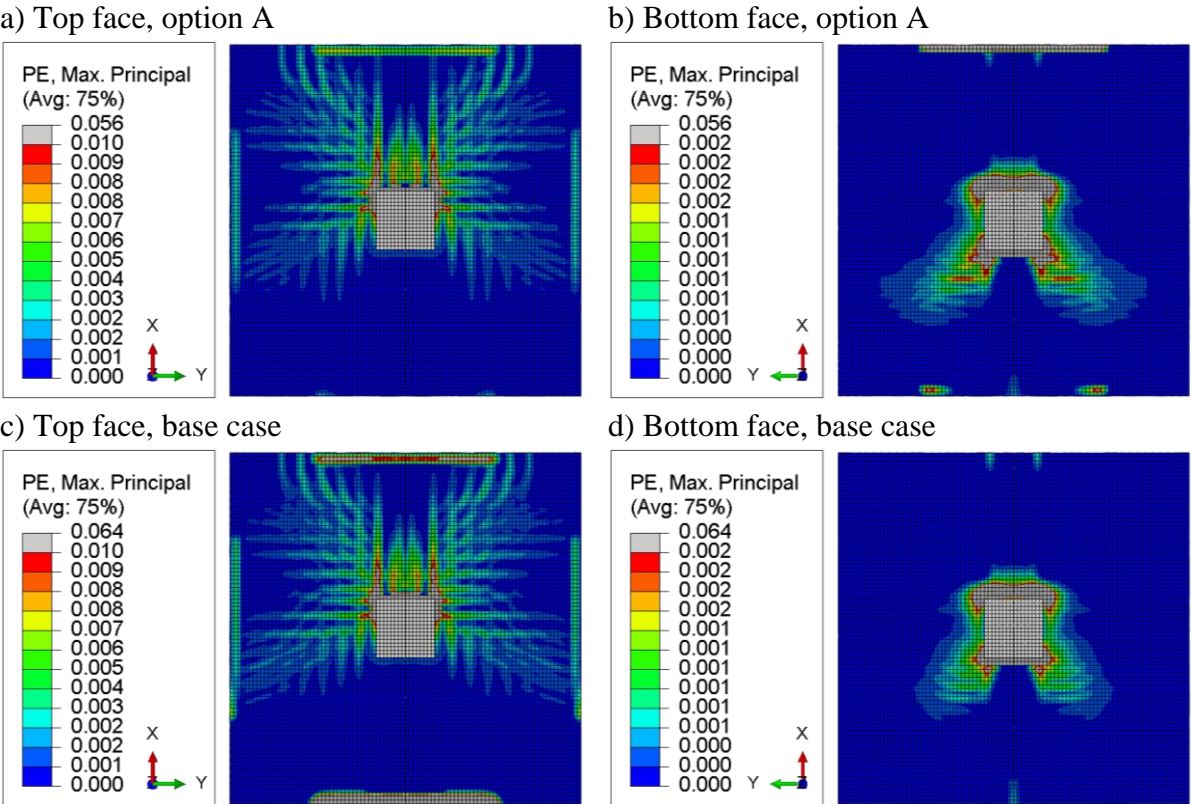 a) Top face, option A
b) Bottom face, option A
PE, Max. Principal
(Avg: 75%)
0.056
0.010
0.009
0.008
0.008
0.007
0.006
0.005
0.004
0.003
0.002
0.002
0.001
0.000
X
Z
Y
PE, Max. Principal
(Avg: 75%)
0.056
0.002
0.002
0.002
0.002
0.001
0.001
0.001
0.001
0.001
0.000
0.000
0.000
0.000
X
Y
Z
c) Top face, base case
d) Bottom face, base case
PE, Max. Principal
(Avg: 75%)
0.064
0.010
0.009
0.008
0.008
0.007
0.006
0.005
0.004
0.003
0.002
0.002
0.001
0.000
X
Z
Y
PE, Max. Principal
(Avg: 75%)
0.064
0.002
0.002
0.002
0.002
0.001
0.001
0.001
0.001
0.001
0.000
0.000
0.000
0.000
X
Y
Z